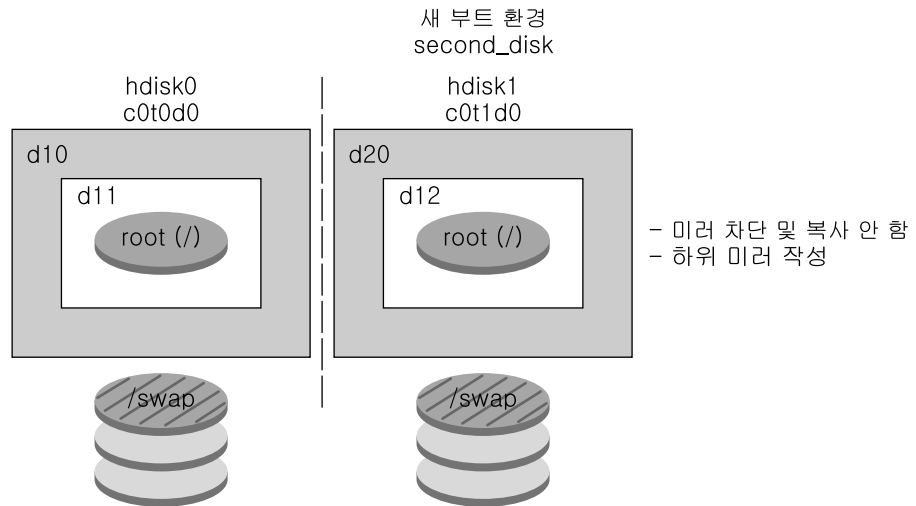 새 부트 환경
second_disk
hdisk0
c0t0d0
hdisk1
c0t1d0
d10
d11
root (/)
d20
d12
root (/)
- 미러 차단 및 복사 안 함
- 하위 미러 작성
/swap
/swap